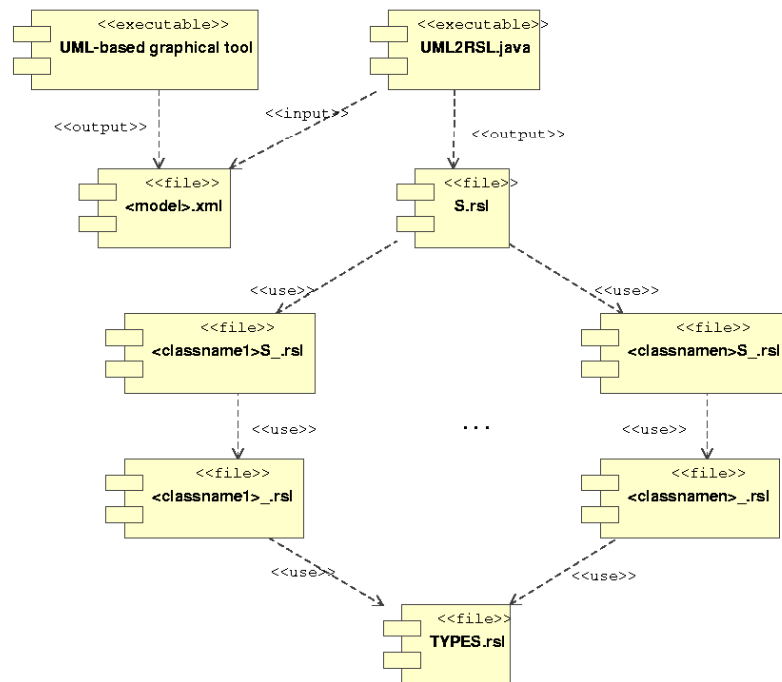 <<executable>>
UML-based graphical tool
<<executable>>
UML2RSL.java
<<output>>
<<input>>
<<output>>
<<file>>
<model>.xml
<<file>>
S.rsl
<<use>>
<<use>>
<<file>>
<classname1>S_.rsl
<<file>>
<classnamen>S_.rsl
<<use>>
...
<<use>>
<<file>>
<classname1>_.rsl
<<file>>
<classnamen>_.rsl
<<use>>
<<use>>
<<file>>
TYPES.rsl